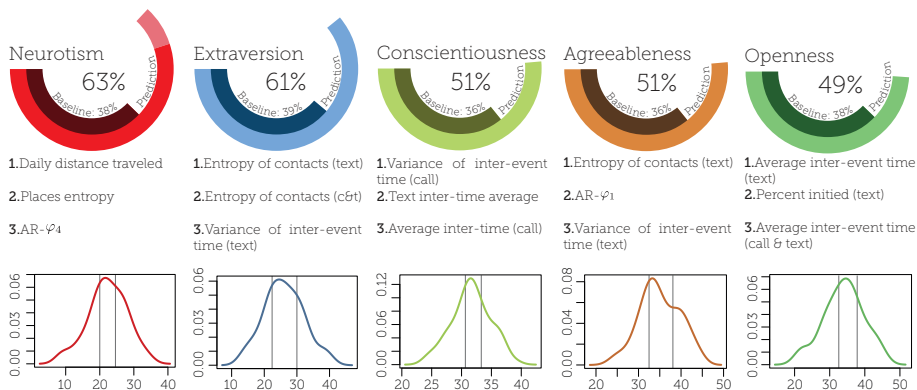 Neurotism
63%
Baseline: 38%
Prediction
1.Daily distance traveled
2.Places entropy
3.AR-φ4
0.00 0.03 0.06
10 20 30 40
Extraversion
61%
Baseline: 39%
Prediction
1.Entropy of contacts (text)
2.Entropy of contacts (c&t)
3.Variance of inter-event
time (text)
0.00 0.03 0.06
10 20 30 40
Conscientiousness
51%
Baseline: 36%
Prediction
1.Variance of inter-event
time (call)
2.Text inter-time average
3.Average inter-time (call)
0.00 0.06 0.12
20 25 30 35 40
Agreeableness
51%
Baseline: 36%
Prediction
1.Entropy of contacts (text)
2.AR-φ1
3.Variance of inter-event
time (text)
0.00 0.04 0.08
20 30 40 50
Openness
49%
Baseline: 38%
Prediction
1.Average inter-event time
(text)
2.Percent initied (text)
3.Average inter-event time
(call & text)
0.00 0.03 0.06
20 30 40 50